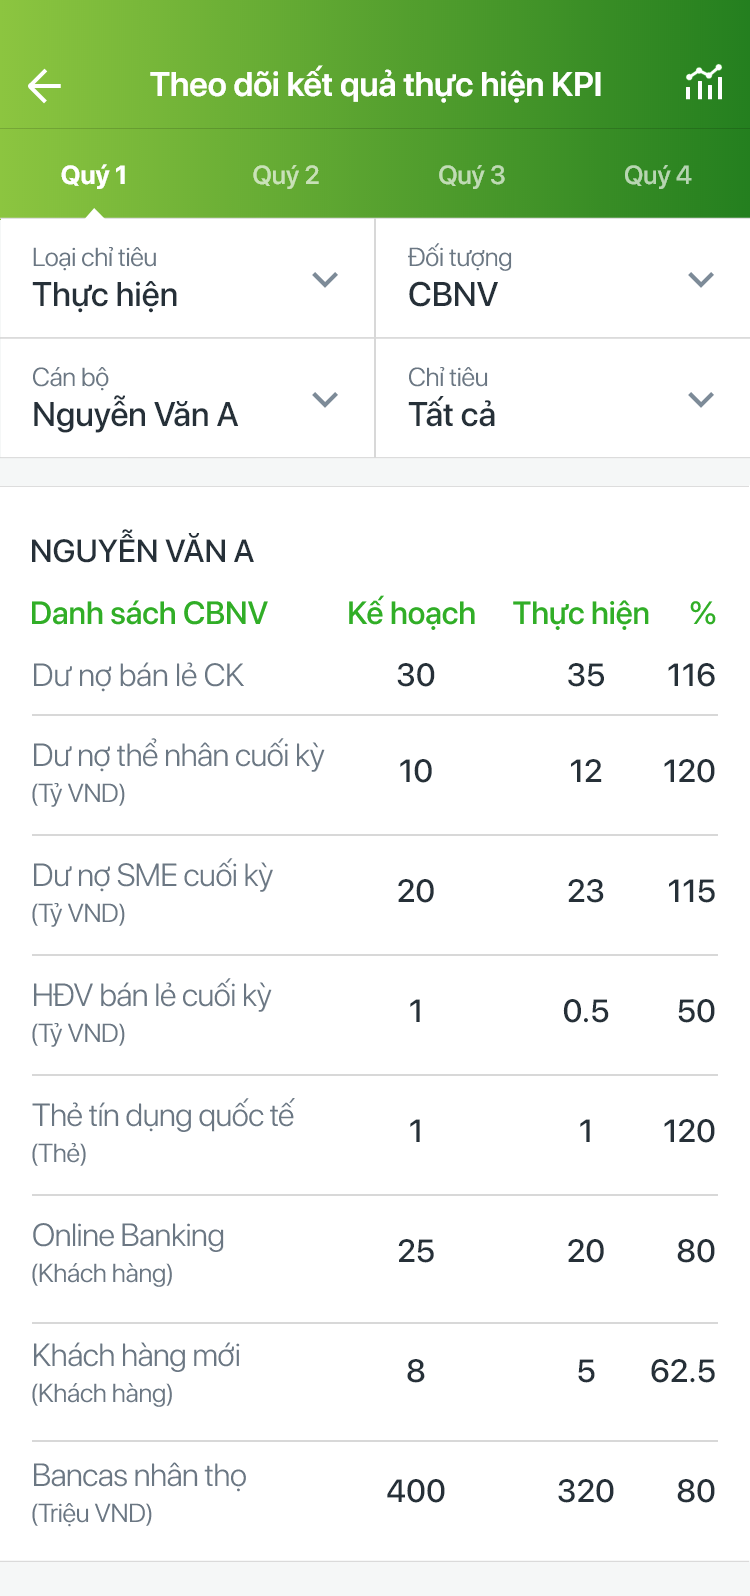 Theo dõi kết quả thực hiện KPI
Quý 1 Quý 2 Quý 3 Quý 4
Loại chỉ tiêu Đối tượng
Thực hiện CBNV
Cán bộ Chỉ tiêu
Nguyễn Văn A Tất cả
NGUYỄN VĂN A
Danh sách CBNV Kế hoạch Thực hiện %
Dư nợ bán lẻ CK 30 35 116
Dư nợ thể nhân cuối kỳ 10 12 120
(Tỷ VND)
Dư nợ SME cuối kỳ 20 23 115
(Tỷ VND)
HĐV bán lẻ cuối kỳ 1 0.5 50
(Tỷ VND)
Thẻ tín dụng quốc tế 1 1 120
(Thẻ)
Online Banking 25 20 80
(Khách hàng)
Khách hàng mới 8 5 62.5
(Khách hàng)
Bancas nhân thọ 400 320 80
(Triệu VND)